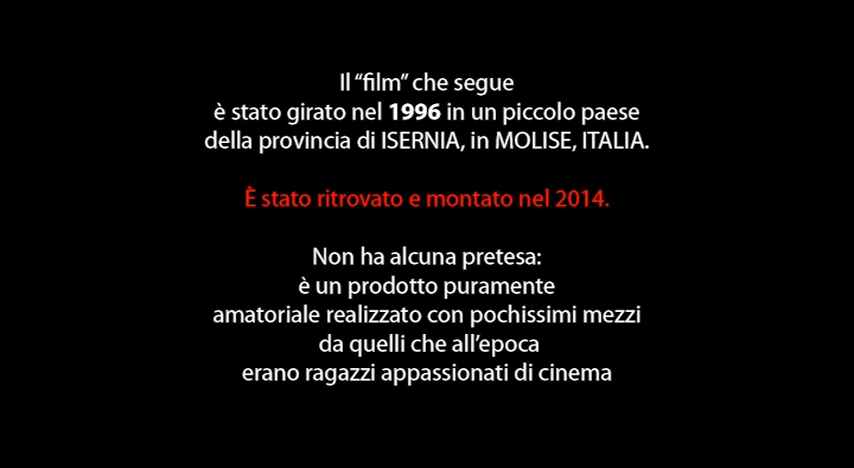 Il “film” che segue
è stato girato nel 1996 in un piccolo paese
della provincia di ISERNIA, in MOLISE, ITALIA.
È stato ritrovato e montato nel 2014.
Non ha alcuna pretesa:
è un prodotto puramente
amatoriale realizzato con pochissimi mezzi
da quelli che all’epoca
erano ragazzi appassionati di cinema